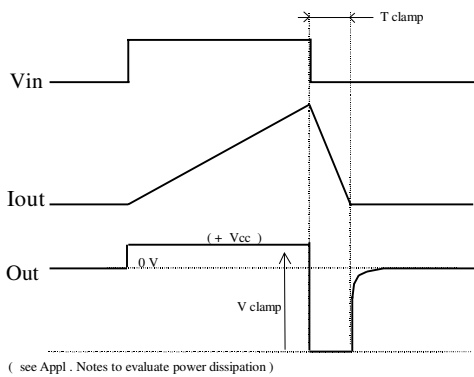 T clamp
Vin
Iout
( + Vcc )
Out
0 V
V clamp
( see Appl . Notes to evaluate power dissipation )